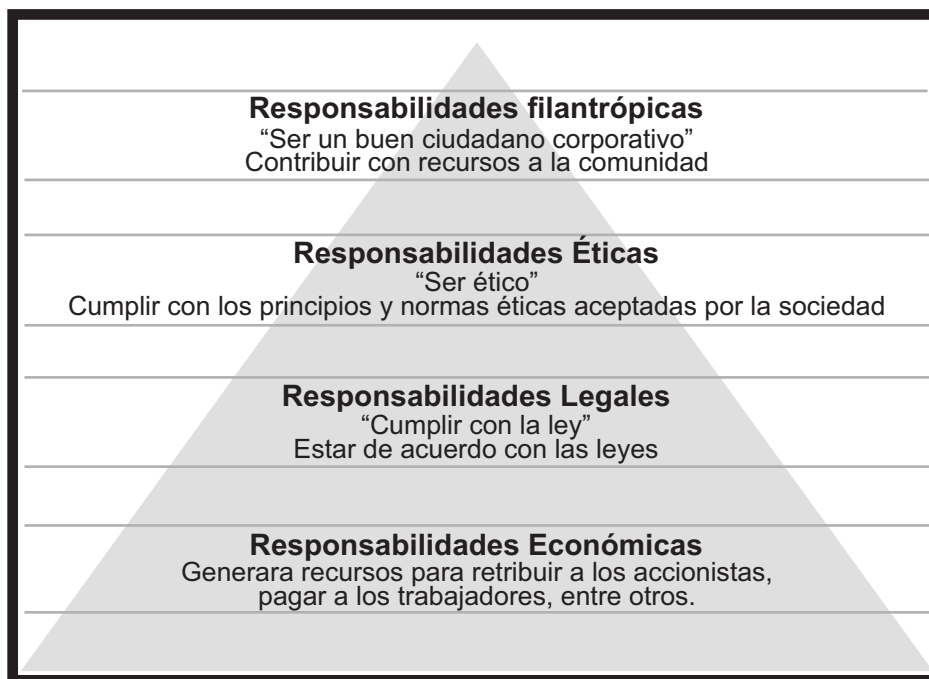 Responsabilidades filantrópicas
“Ser un buen ciudadano corporativo”
Contribuir con recursos a la comunidad
Responsabilidades Éticas
“Ser ético”
Cumplir con los principios y normas éticas aceptadas por la sociedad
Responsabilidades Legales
“Cumplir con la ley”
Estar de acuerdo con las leyes
Responsabilidades Económicas
Generara recursos para retribuir a los accionistas,
pagar a los trabajadores, entre otros.